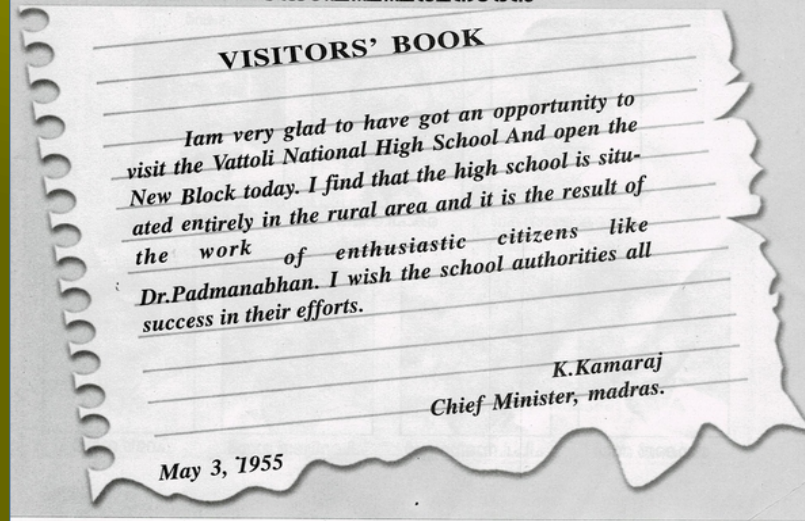 VISITORS' BOOK
Iam very glad to have got an opportunity to
visit the Vattoli National High School And open the
New Block today. I find that the high school is situ-
ated entirely in the rural area and it is the result of
the work of enthusiastic citizens like
Dr.Padmanabhan. I wish the school authorities all
success in their efforts.
K.Kamaraj
Chief Minister, madras.
May 3, 1955